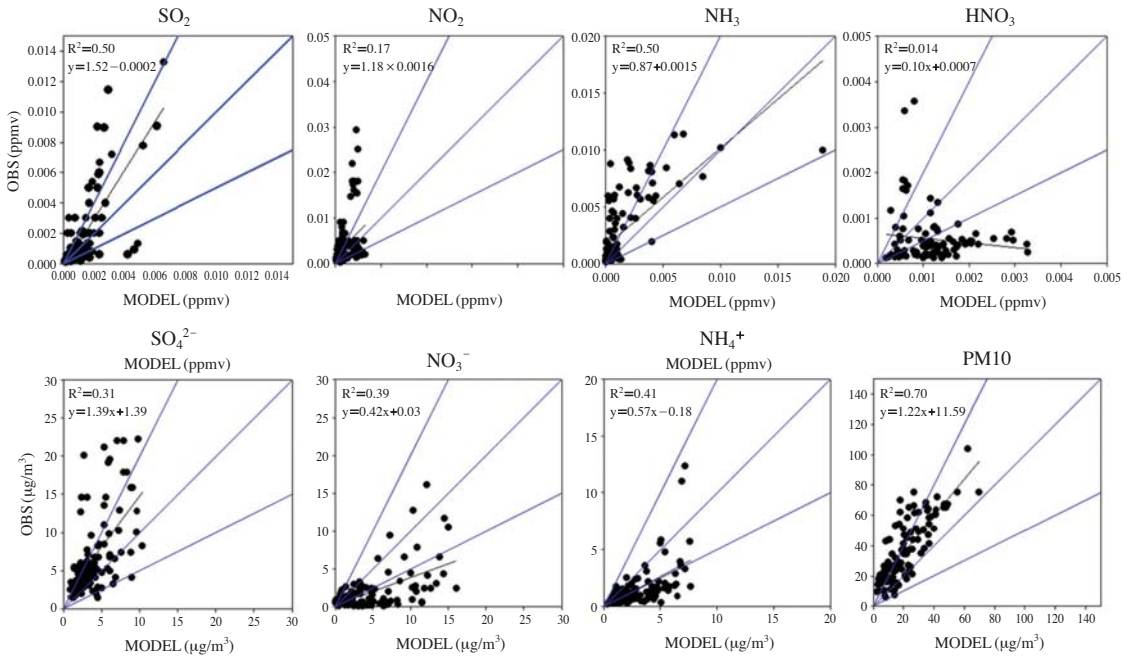 SO₂ NO₂ NH₃ HNO₃
0.014
0.012
0.010
0.008
0.006
0.004
0.002
0.000
OBS (ppmv)
R²=0.50
y=1.52−0.0002
0.000 0.002 0.004 0.006 0.008 0.010 0.012 0.014
MODEL (ppmv)
0.05
0.04
0.03
0.02
0.01
0.00
R²=0.17
y=1.18×0.0016
MODEL (ppmv)
0.020
0.015
0.010
0.005
0.000
R²=0.50
y=0.87+0.0015
0.000 0.005 0.010 0.015 0.020
MODEL (ppmv)
0.005
0.004
0.003
0.002
0.001
0.000
R²=0.014
y=0.10x+0.0007
0.000 0.001 0.002 0.003 0.004 0.005
MODEL (ppmv)
SO₄²⁻
MODEL (ppmv)
30
25
20
15
10
5
0
OBS (µg/m³)
R²=0.31
y=1.39x+1.39
0 5 10 15 20 25 30
MODEL (µg/m³)
NO₃⁻
30
25
20
15
10
5
0
R²=0.39
y=0.42x+0.03
0 5 10 15 20 25 30
MODEL (µg/m³)
NH₄⁺
MODEL (ppmv)
20
15
10
5
0
R²=0.41
y=0.57x−0.18
0 5 10 15 20
MODEL (µg/m³)
PM10
140
120
100
80
60
40
20
0
R²=0.70
y=1.22x+11.59
0 20 40 60 80 100 120 140
MODEL (µg/m³)